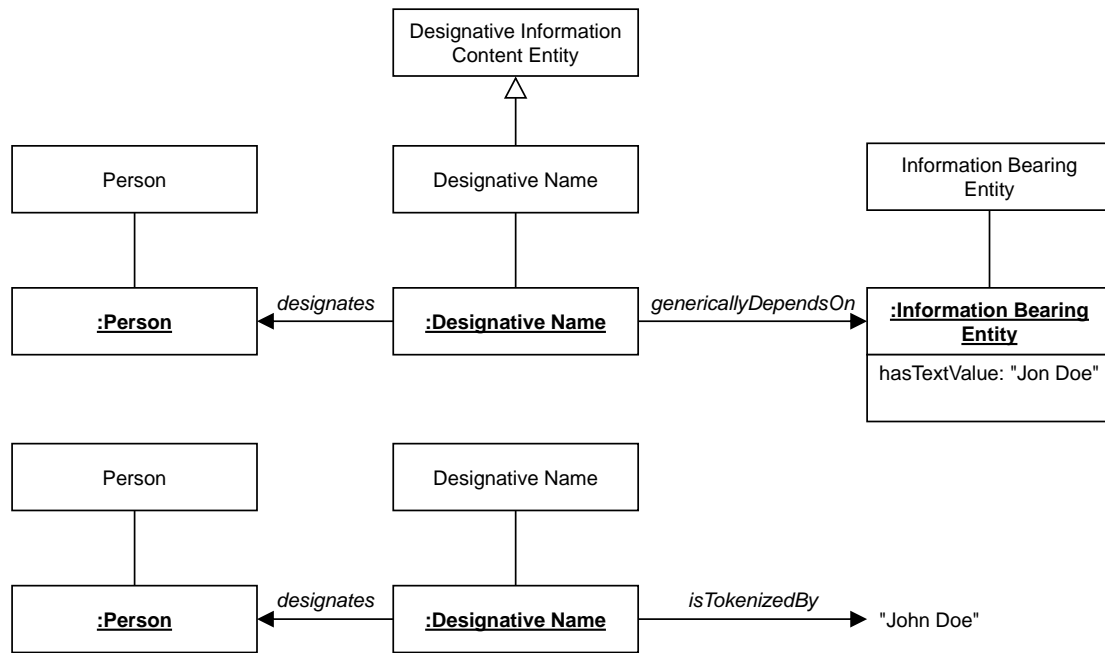 Designative Information
Content Entity
Person
Designative Name
Information Bearing
Entity
:Person
designates
:Designative Name
genericallyDependsOn
:Information Bearing
Entity
hasTextValue: "Jon Doe"
Person
Designative Name
:Person
designates
:Designative Name
isTokenizedBy
"John Doe"